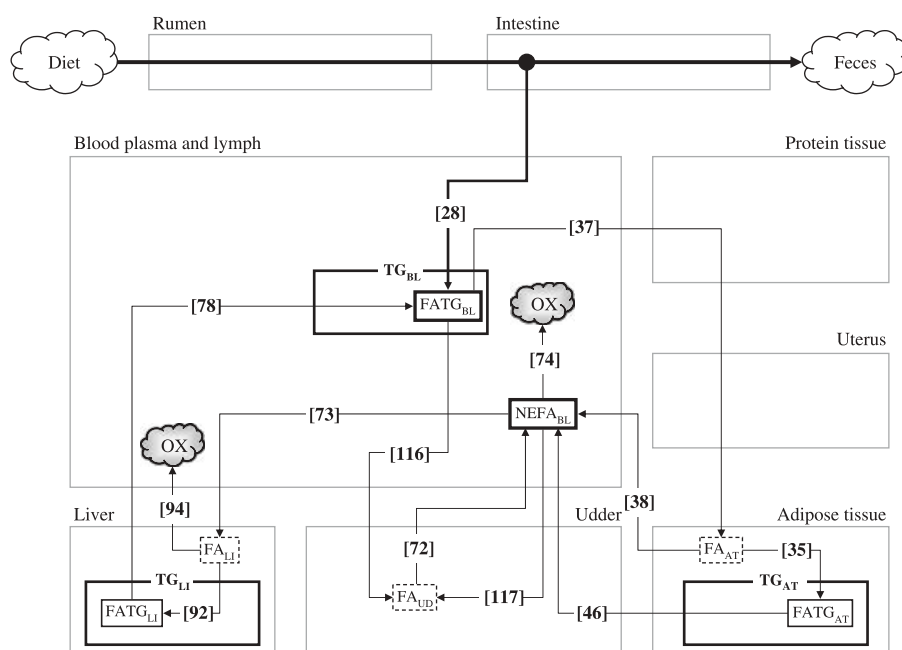 Rumen
Intestine
Diet
Feces
Blood plasma and lymph
Protein tissue
[28]
[37]
TG_BL
FATG_BL
[78]
OX
[74]
Uterus
NEFA_BL
[73]
OX
[116]
[94]
[38]
Liver
Udder
Adipose tissue
FA_LI
[72]
FA_AT
[35]
TG_LI
TG_AT
FATG_LI
[92]
FA_UD
[117]
[46]
FATG_AT